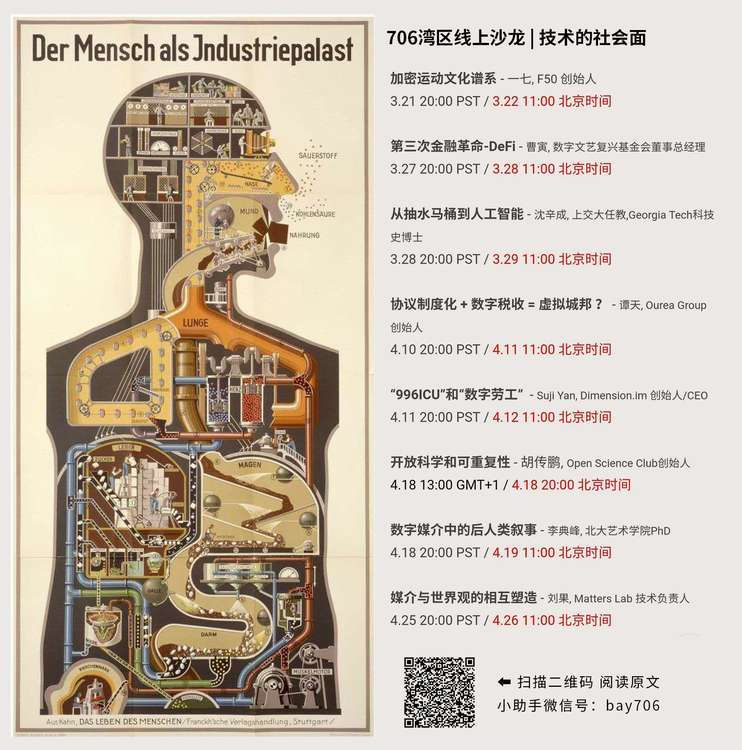 Der Mensch als Industriepalast
SAUERSTOFF
NASE
MUND
KOHLENSÄURE
NAHRUNG
LUNGE
LEBER
ZUCKER
MAGEN
GALLE
DARM
NIERE
KNOCHENMARK
MUSKELMOTOR
Aus Kahn, DAS LEBEN DES MENSCHEN / Franckh'sche Verlagshandlung, Stuttgart /
706湾区线上沙龙 | 技术的社会面
加密运动文化谱系 - 一七, F50 创始人
3.21 20:00 PST / 3.22 11:00 北京时间
第三次金融革命-DeFi - 曹寅, 数字文艺复兴基金会董事总经理
3.27 20:00 PST / 3.28 11:00 北京时间
从抽水马桶到人工智能 - 沈辛成, 上交大任教,Georgia Tech科技
史博士
3.28 20:00 PST / 3.29 11:00 北京时间
协议制度化 + 数字税收 = 虚拟城邦 ？ - 谭天, Ourea Group
创始人
4.10 20:00 PST / 4.11 11:00 北京时间
“996ICU”和“数字劳工” - Suji Yan, Dimension.im 创始人/CEO
4.11 20:00 PST / 4.12 11:00 北京时间
开放科学和可重复性 - 胡传鹏, Open Science Club创始人
4.18 13:00 GMT+1 / 4.18 20:00 北京时间
数字媒介中的后人类叙事 - 李典峰, 北大艺术学院PhD
4.18 20:00 PST / 4.19 11:00 北京时间
媒介与世界观的相互塑造 - 刘果, Matters Lab 技术负责人
4.25 20:00 PST / 4.26 11:00 北京时间
⬅ 扫描二维码 阅读原文
小助手微信号：bay706